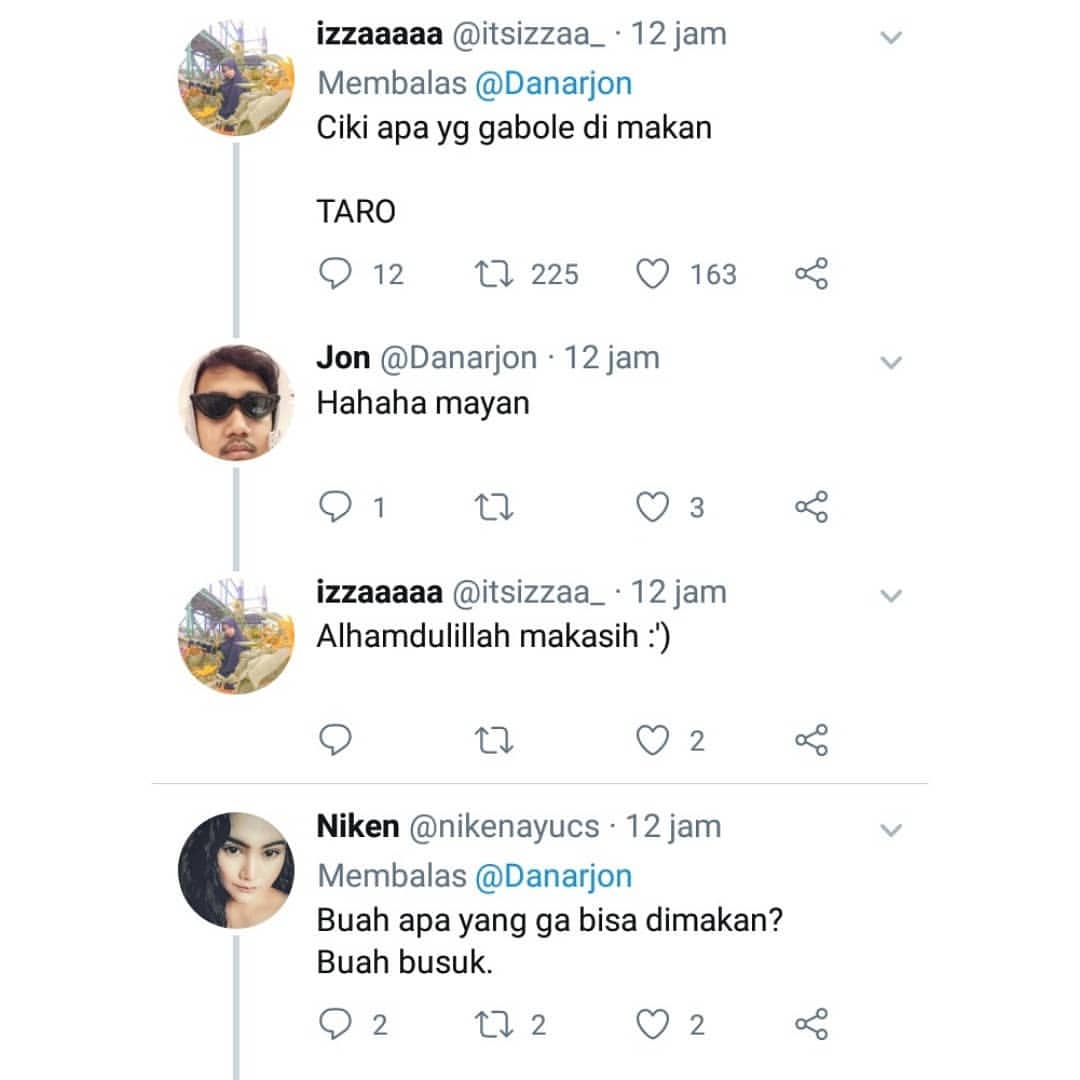 izzaaaaa @itsizzaa_ · 12 jam
Membalas @Danarjon
Ciki apa yg gabole di makan
TARO
12 225 163
Jon @Danarjon · 12 jam
Hahaha mayan
1 3
izzaaaaa @itsizzaa_ · 12 jam
Alhamdulillah makasih :')
2
Niken @nikenayucs · 12 jam
Membalas @Danarjon
Buah apa yang ga bisa dimakan?
Buah busuk.
2 2 2